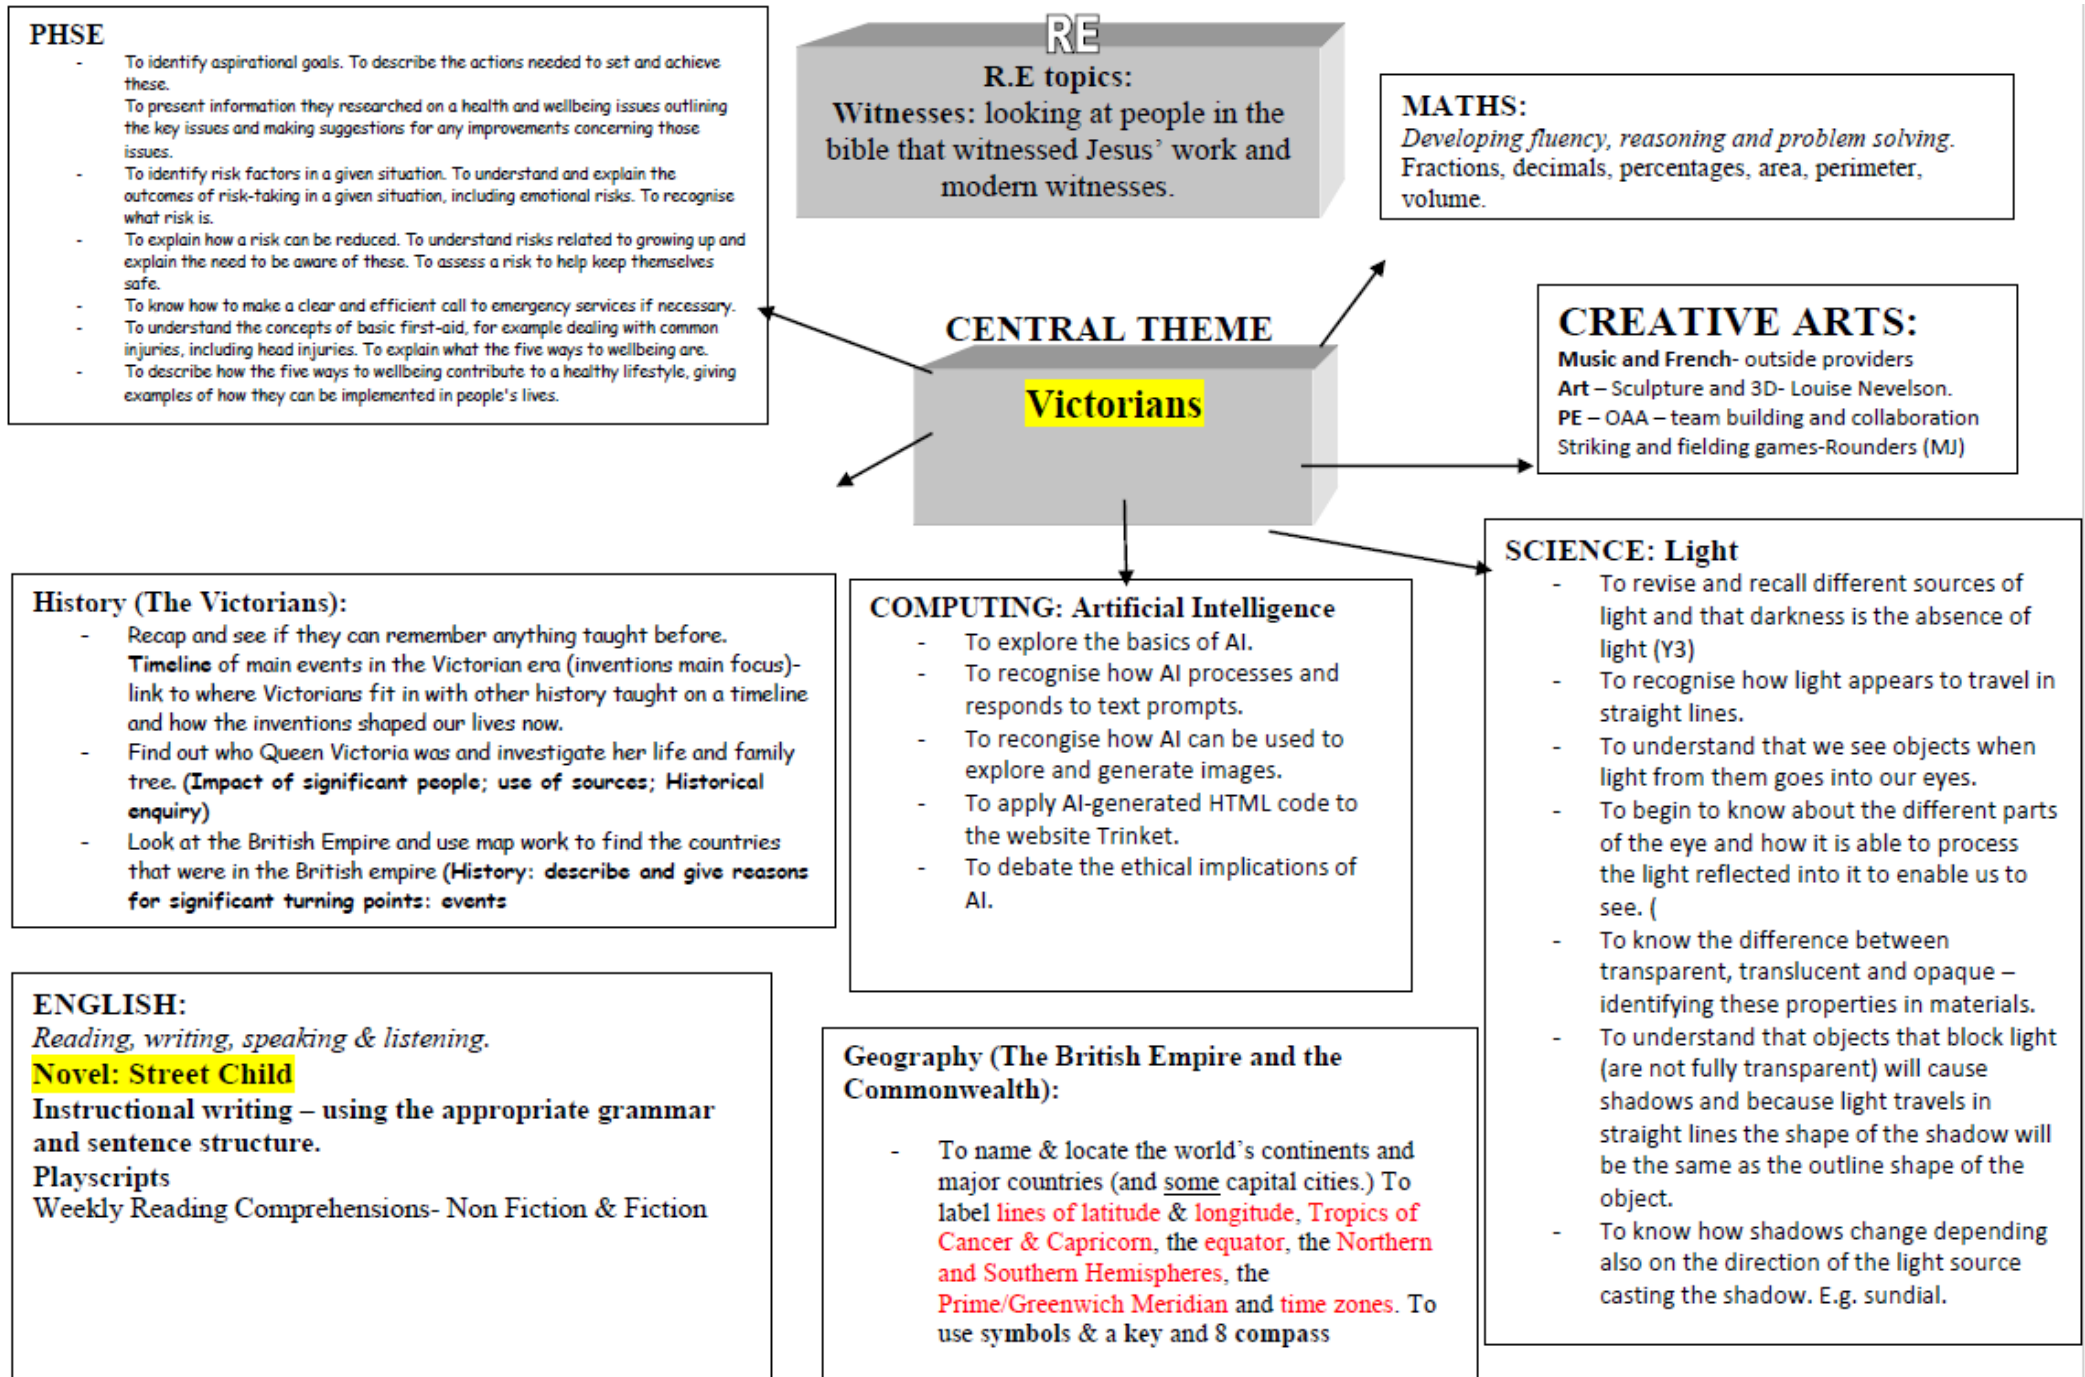 PHSE
- To identify aspirational goals. To describe the actions needed to set and achieve
these.
To present information they researched on a health and wellbeing issues outlining
the key issues and making suggestions for any improvements concerning those
issues.
- To identify risk factors in a given situation. To understand and explain the
outcomes of risk-taking in a given situation, including emotional risks. To recognise
what risk is.
- To explain how a risk can be reduced. To understand risks related to growing up and
explain the need to be aware of these. To assess a risk to help keep themselves
safe.
- To know how to make a clear and efficient call to emergency services if necessary.
- To understand the concepts of basic first-aid, for example dealing with common
injuries, including head injuries. To explain what the five ways to wellbeing are.
- To describe how the five ways to wellbeing contribute to a healthy lifestyle, giving
examples of how they can be implemented in people's lives.
RE
R.E topics:
Witnesses: looking at people in the
bible that witnessed Jesus' work and
modern witnesses.
MATHS:
Developing fluency, reasoning and problem solving.
Fractions, decimals, percentages, area, perimeter,
volume.
CENTRAL THEME
Victorians
CREATIVE ARTS:
Music and French- outside providers
Art – Sculpture and 3D- Louise Nevelson.
PE – OAA – team building and collaboration
Striking and fielding games-Rounders (MJ)
History (The Victorians):
- Recap and see if they can remember anything taught before.
Timeline of main events in the Victorian era (inventions main focus)-
link to where Victorians fit in with other history taught on a timeline
and how the inventions shaped our lives now.
- Find out who Queen Victoria was and investigate her life and family
tree. (Impact of significant people; use of sources; Historical
enquiry)
- Look at the British Empire and use map work to find the countries
that were in the British empire (History: describe and give reasons
for significant turning points: events
COMPUTING: Artificial Intelligence
- To explore the basics of AI.
- To recognise how AI processes and
responds to text prompts.
- To recongise how AI can be used to
explore and generate images.
- To apply AI-generated HTML code to
the website Trinket.
- To debate the ethical implications of
AI.
SCIENCE: Light
- To revise and recall different sources of
light and that darkness is the absence of
light (Y3)
- To recognise how light appears to travel in
straight lines.
- To understand that we see objects when
light from them goes into our eyes.
- To begin to know about the different parts
of the eye and how it is able to process
the light reflected into it to enable us to
see. (
- To know the difference between
transparent, translucent and opaque –
identifying these properties in materials.
- To understand that objects that block light
(are not fully transparent) will cause
shadows and because light travels in
straight lines the shape of the shadow will
be the same as the outline shape of the
object.
- To know how shadows change depending
also on the direction of the light source
casting the shadow. E.g. sundial.
ENGLISH:
Reading, writing, speaking & listening.
Novel: Street Child
Instructional writing – using the appropriate grammar
and sentence structure.
Playscripts
Weekly Reading Comprehensions- Non Fiction & Fiction
Geography (The British Empire and the
Commonwealth):
- To name & locate the world's continents and
major countries (and some capital cities.) To
label lines of latitude & longitude, Tropics of
Cancer & Capricorn, the equator, the Northern
and Southern Hemispheres, the
Prime/Greenwich Meridian and time zones. To
use symbols & a key and 8 compass